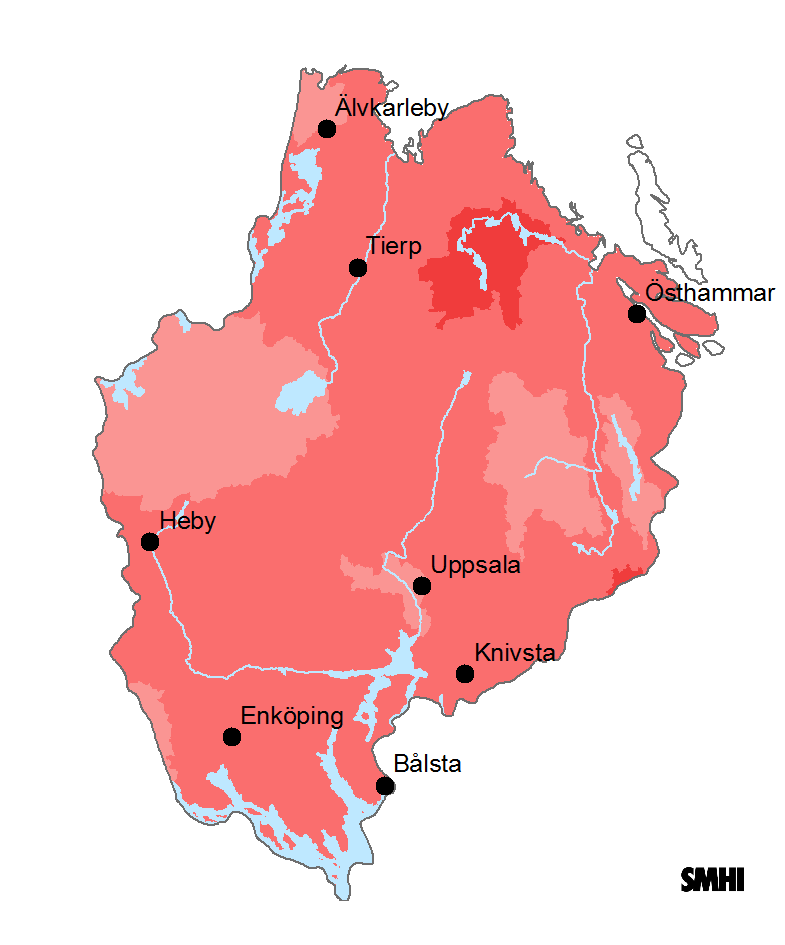 Älvkarleby
Tierp
Östhammar
Heby
Uppsala
Knivsta
Enköping
Bålsta
SMHI